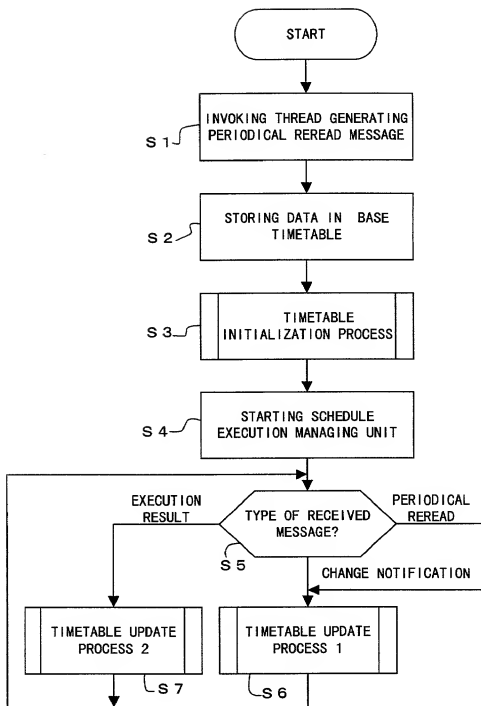 START
INVOKING THREAD GENERATING
PERIODICAL REREAD MESSAGE
S 1
STORING DATA IN BASE
TIMETABLE
S 2
TIMETABLE
INITIALIZATION PROCESS
S 3
STARTING SCHEDULE
EXECUTION MANAGING UNIT
S 4
EXECUTION
RESULT
TYPE OF RECEIVED
MESSAGE?
PERIODICAL
REREAD
S 5
CHANGE NOTIFICATION
TIMETABLE UPDATE
PROCESS 2
TIMETABLE UPDATE
PROCESS 1
S 7
S 6